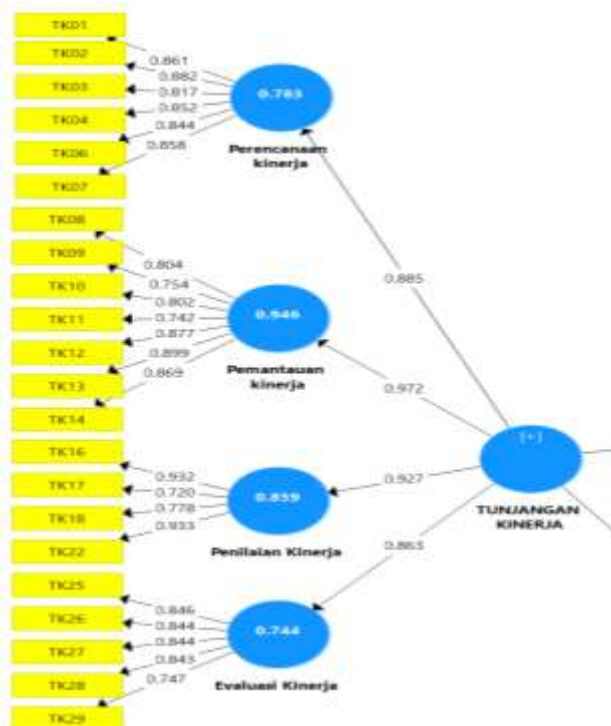 TK01
TK02
TK03
TK04
TK06
TK07
0.861
0.882
0.817
0.852
0.844
0.858
0.783
Perencanaan
kinerja
TK08
TK09
TK10
TK11
TK12
TK13
TK14
0.804
0.754
0.802
0.742
0.877
0.899
0.869
0.946
Pemantauan
kinerja
TK16
TK17
TK18
TK22
0.932
0.720
0.778
0.933
0.859
Penilaian Kinerja
TK25
TK26
TK27
TK28
TK29
0.846
0.844
0.844
0.843
0.747
0.744
Evaluasi Kinerja
0.885
0.972
0.927
0.863
[+]
TUNJANGAN
KINERJA